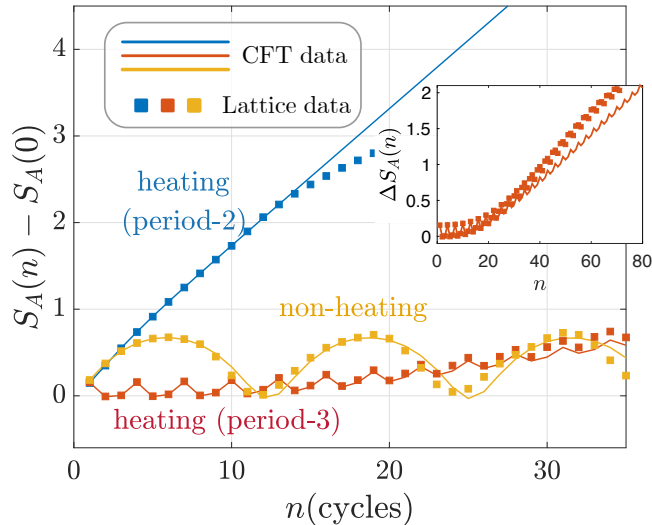 4
3
2
1
0
S_A(n) − S_A(0)
CFT data
Lattice data
heating
(period-2)
non-heating
heating (period-3)
0
10
20
30
n(cycles)
2
1.5
1
0.5
0
ΔS_A(n)
0
20
40
60
80
n